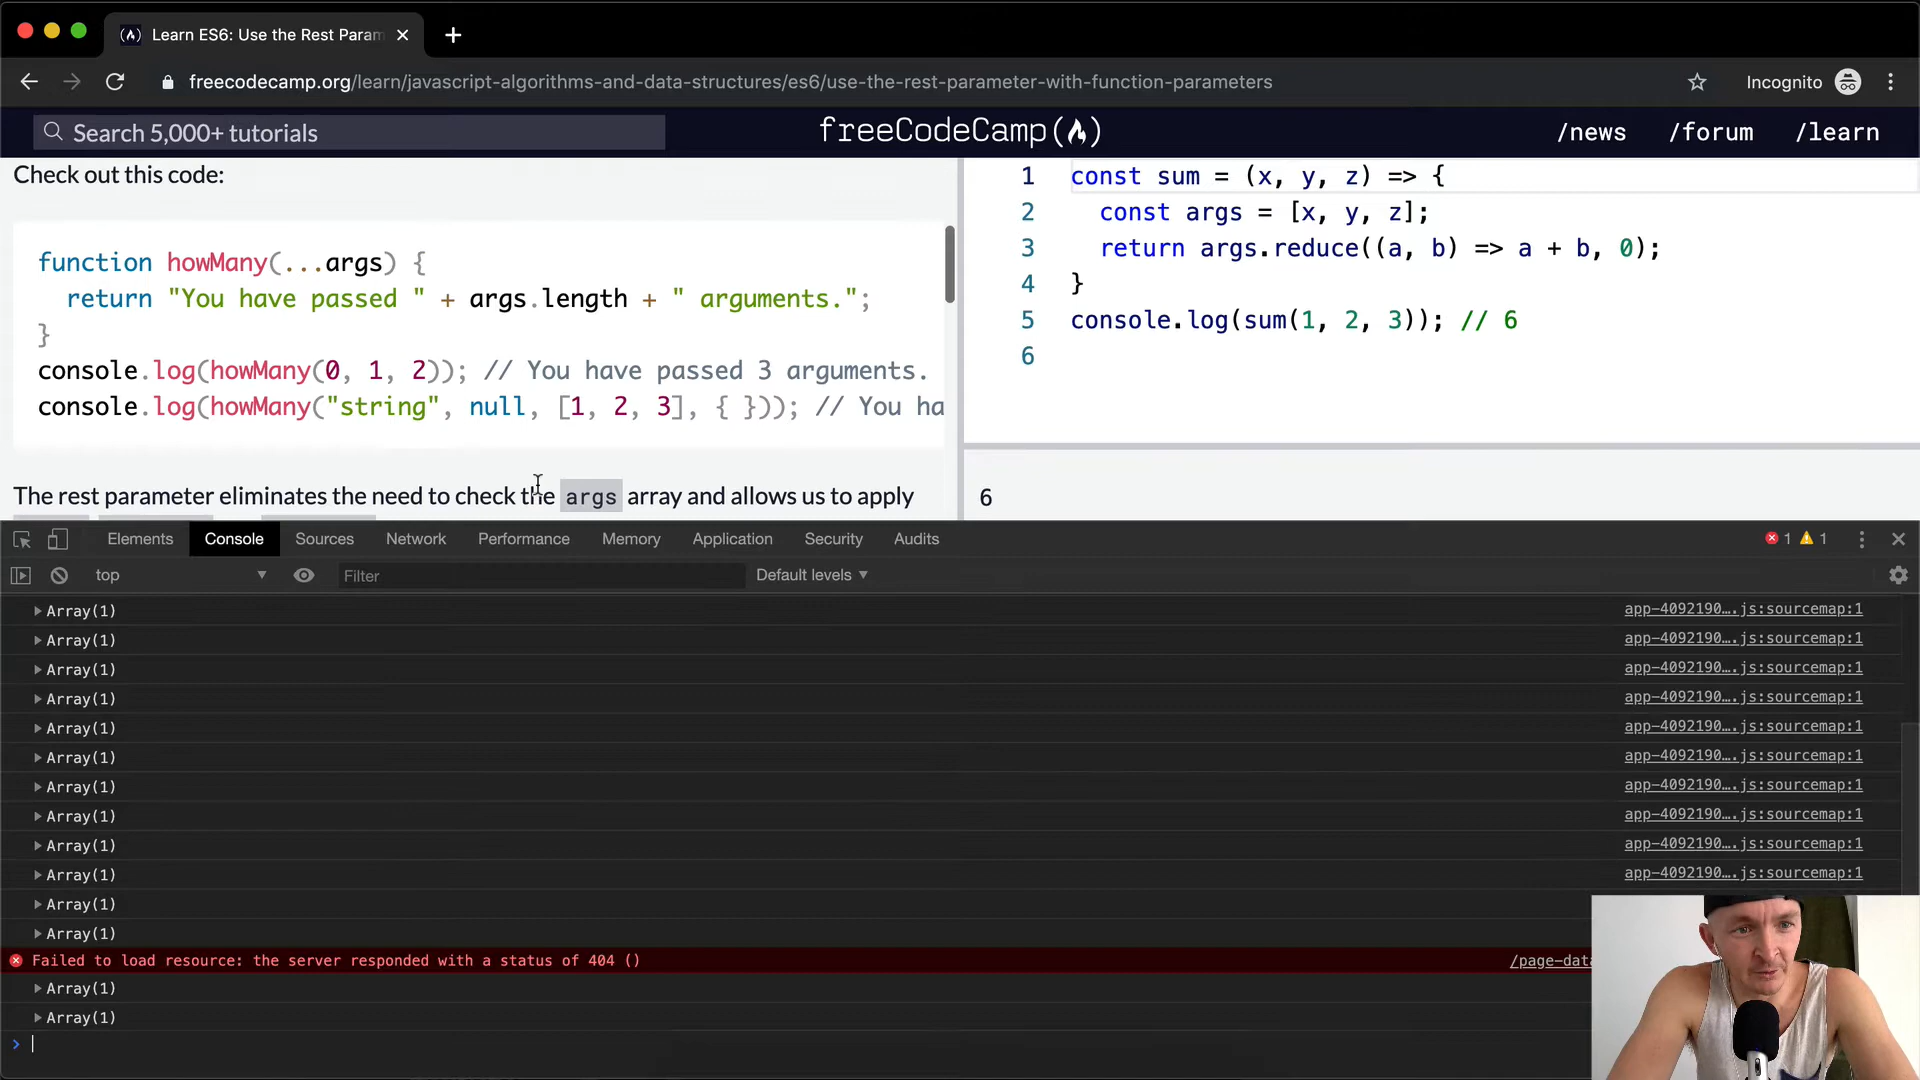 Learn ES6: Use the Rest Param
freecodecamp.org/learn/javascript-algorithms-and-data-structures/es6/use-the-rest-parameter-with-function-parameters
Incognito
Search 5,000+ tutorials
freeCodeCamp
/news /forum /learn
Check out this code:
function howMany(...args) {
return "You have passed " + args.length + " arguments.";
}
console.log(howMany(0, 1, 2)); // You have passed 3 arguments.
console.log(howMany("string", null, [1, 2, 3], { })); // You ha
The rest parameter eliminates the need to check the args array and allows us to apply
1 const sum = (x, y, z) => {
2 const args = [x, y, z];
3 return args.reduce((a, b) => a + b, 0);
4 }
5 console.log(sum(1, 2, 3)); // 6
6
6
Elements Console Sources Network Performance Memory Application Security Audits 1 1
top Filter Default levels
Array(1) app-4092190….js:sourcemap:1
Array(1) app-4092190….js:sourcemap:1
Array(1) app-4092190….js:sourcemap:1
Array(1) app-4092190….js:sourcemap:1
Array(1) app-4092190….js:sourcemap:1
Array(1) app-4092190….js:sourcemap:1
Array(1) app-4092190….js:sourcemap:1
Array(1) app-4092190….js:sourcemap:1
Array(1) app-4092190….js:sourcemap:1
Array(1) app-4092190….js:sourcemap:1
Array(1)
Array(1)
Failed to load resource: the server responded with a status of 404 () /page-data
Array(1)
Array(1)